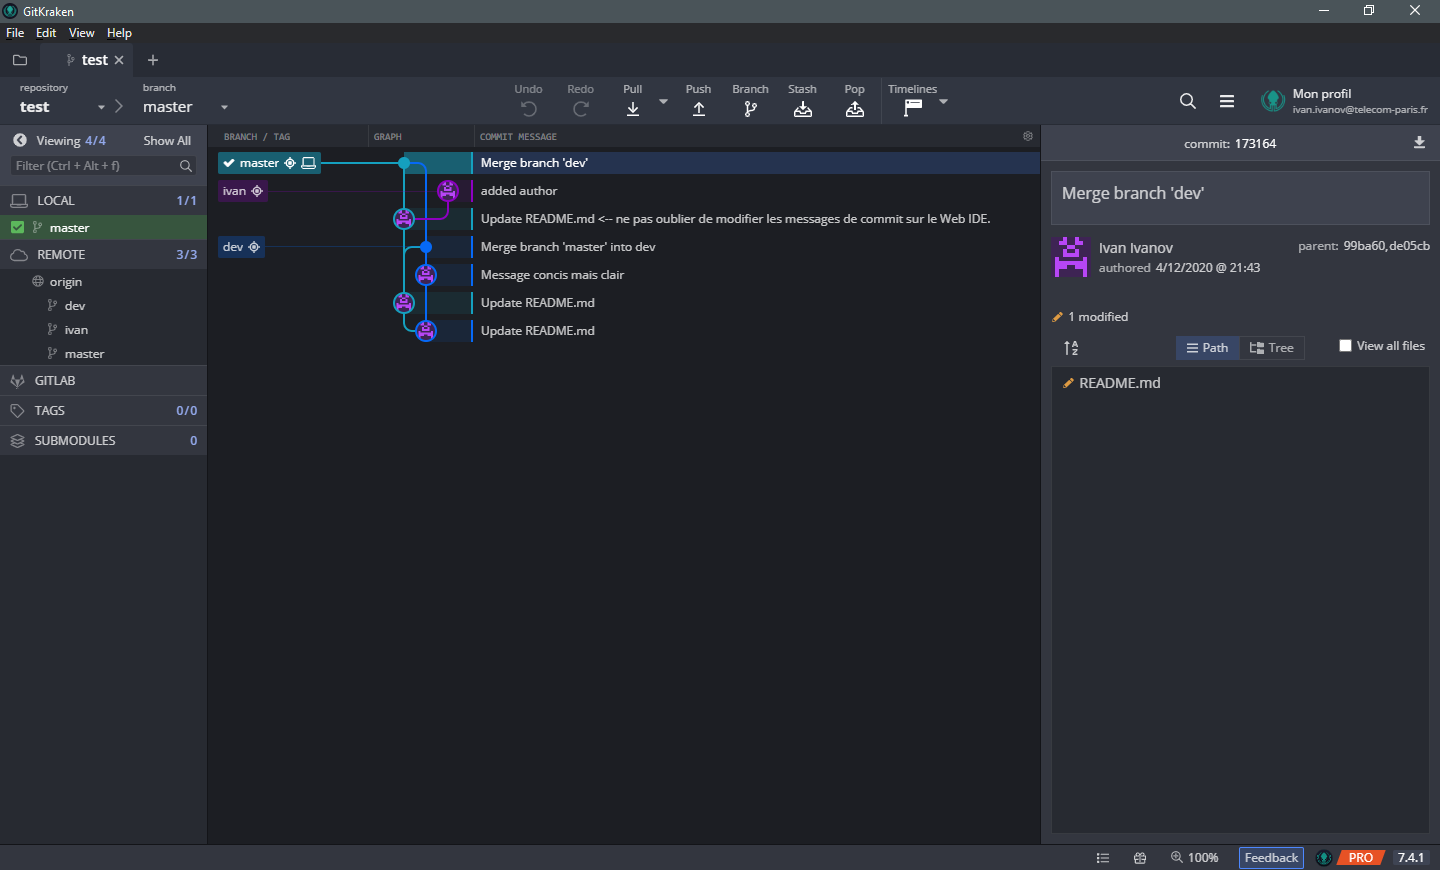 GitKraken
File Edit View Help
test
repository
test
branch
master
Undo Redo Pull Push Branch Stash Pop Timelines
Mon profil
ivan.ivanov@telecom-paris.fr
Viewing 4/4 Show All
Filter (Ctrl + Alt + f)
LOCAL 1/1
master
REMOTE 3/3
origin
dev
ivan
master
GITLAB
TAGS 0/0
SUBMODULES 0
BRANCH / TAG GRAPH COMMIT MESSAGE
master Merge branch 'dev'
ivan added author
Update README.md <-- ne pas oublier de modifier les messages de commit sur le Web IDE.
dev Merge branch 'master' into dev
Message concis mais clair
Update README.md
Update README.md
commit: 173164
Merge branch 'dev'
Ivan Ivanov parent: 99ba60,de05cb
authored 4/12/2020 @ 21:43
1 modified
A
Z
Path Tree View all files
README.md
100% Feedback PRO 7.4.1